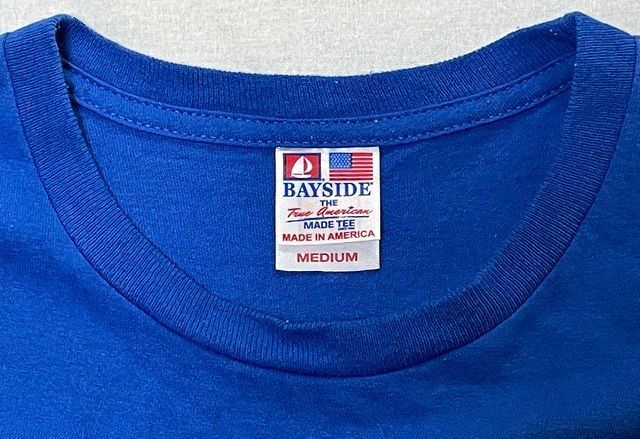 BAYSIDE
THE
True American
MADE TEE
MADE IN AMERICA
MEDIUM